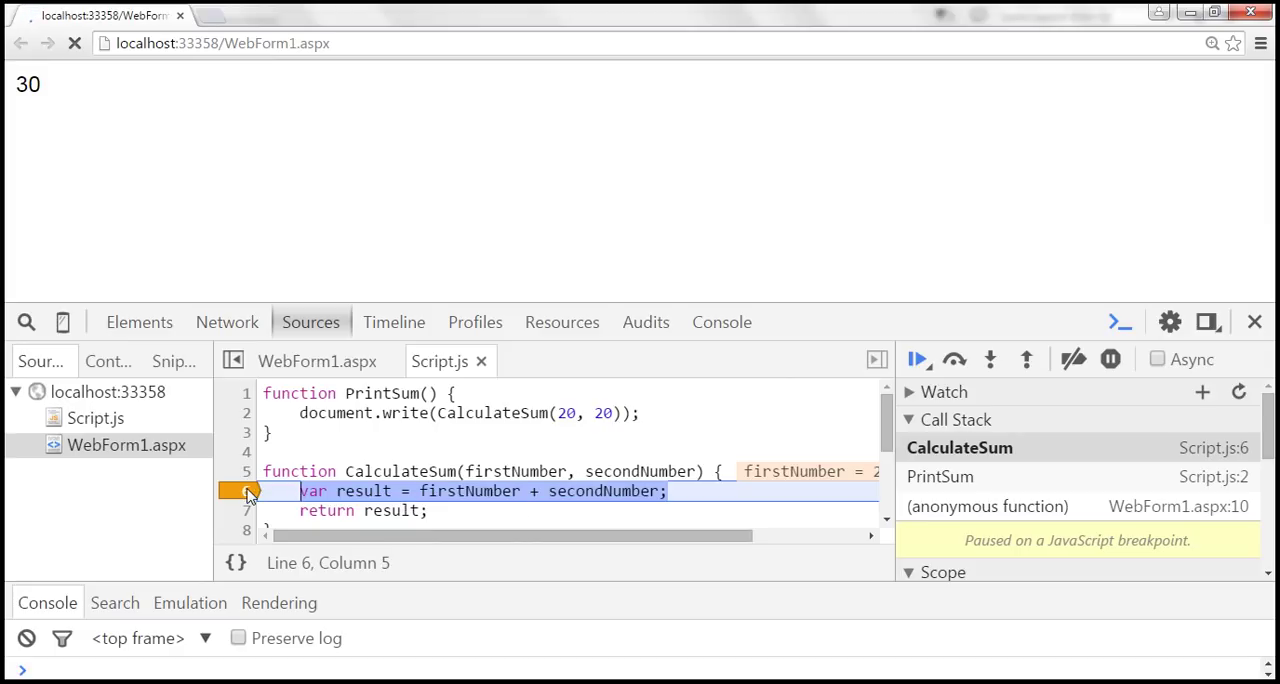 localhost:33358/WebForm
localhost:33358/WebForm1.aspx
30
Elements Network Sources Timeline Profiles Resources Audits Console
Sour... Cont... Snip... WebForm1.aspx Script.js Async
localhost:33358
Script.js
WebForm1.aspx
1 function PrintSum() {
2 document.write(CalculateSum(20, 20));
3 }
4
5 function CalculateSum(firstNumber, secondNumber) { firstNumber = 2
var result = firstNumber + secondNumber;
7 return result;
8 }
{} Line 6, Column 5
Watch
Call Stack
CalculateSum Script.js:6
PrintSum Script.js:2
(anonymous function) WebForm1.aspx:10
Paused on a JavaScript breakpoint.
Scope
Console Search Emulation Rendering
<top frame> Preserve log
>